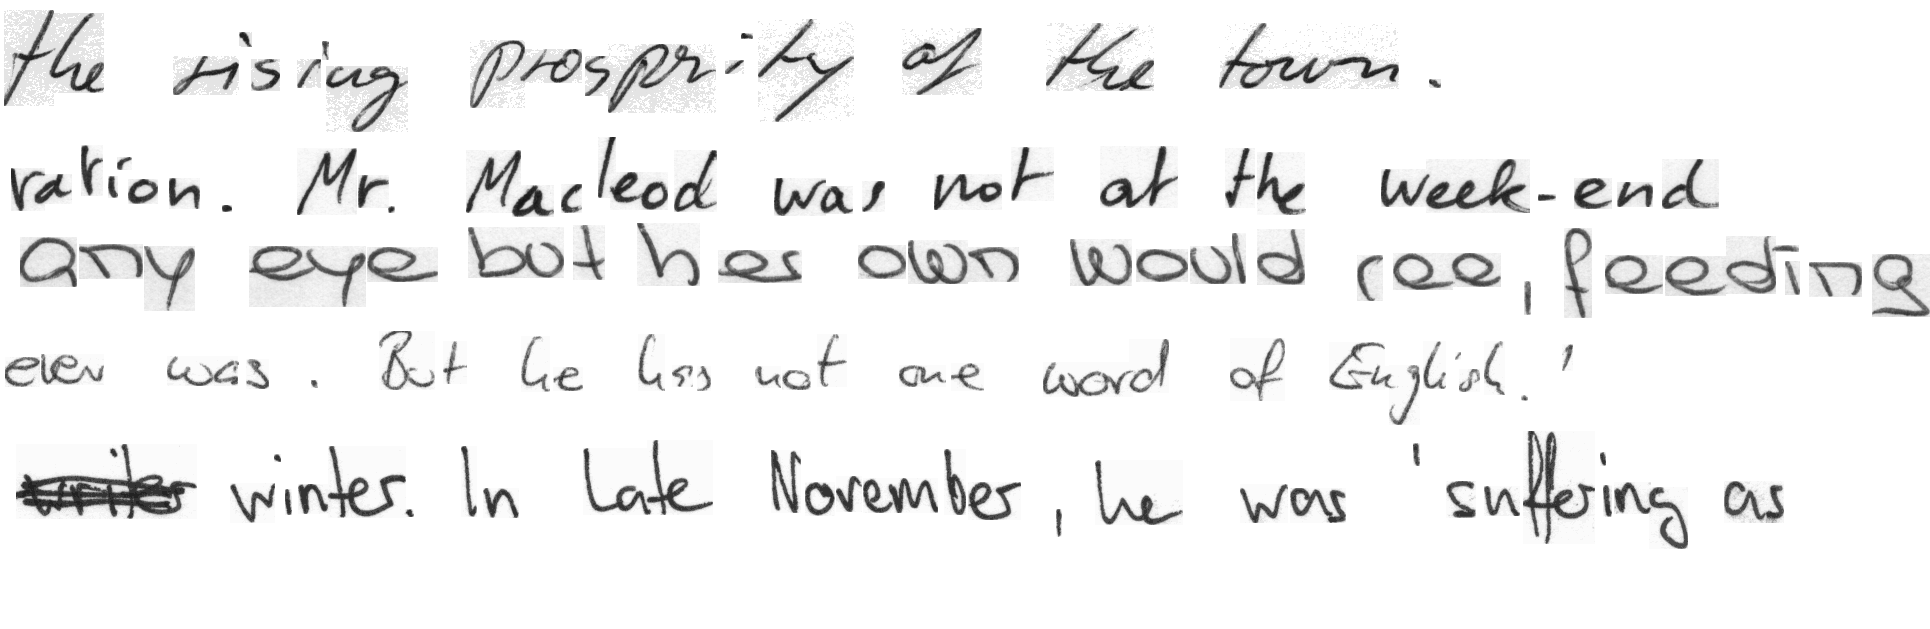 the rising prosprity of the town.
ration. Mr. Macleod was not at the week-end
any eye but her own would see, feeding
ever was. But he has not one word of English.'
winter. In late November, he was 'suffering as